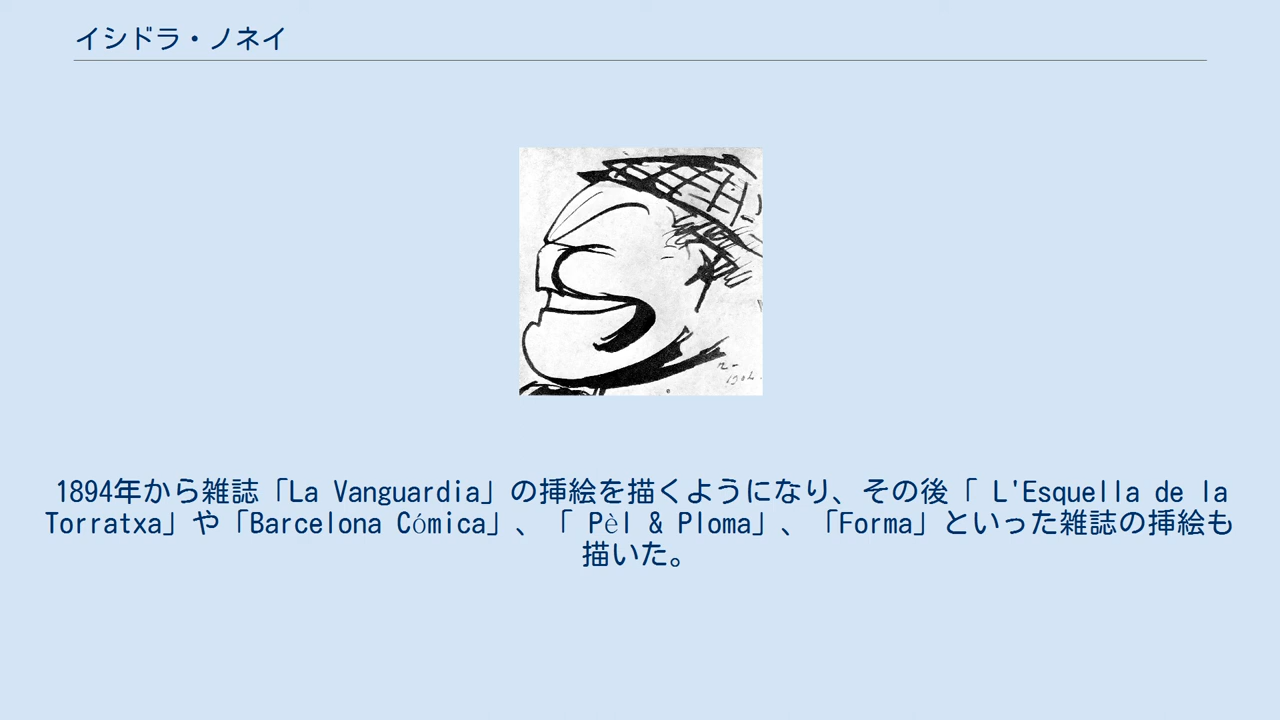 イシドラ・ノネイ
1894年から雑誌「La Vanguardia」の挿絵を描くようになり、その後「 L'Esquella de la
Torratxa」や「Barcelona Cómica」、「 Pèl & Ploma」、「Forma」といった雑誌の挿絵も
描いた。